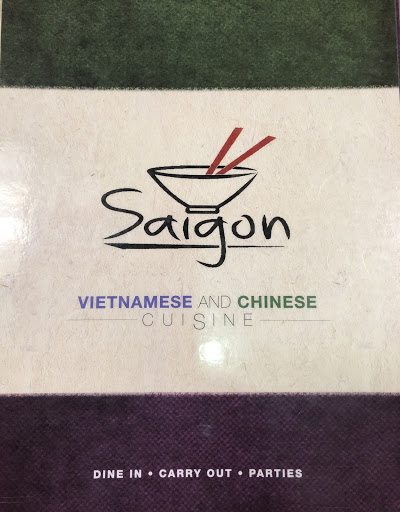 Saigon
VIETNAMESE AND CHINESE
CUISINE
DINE IN • CARRY OUT • PARTIES